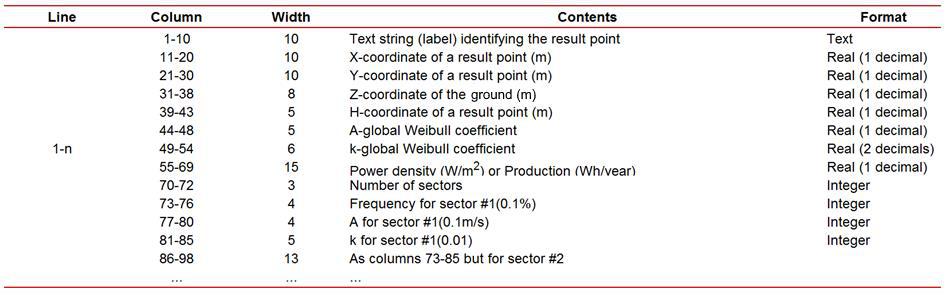 Line Column Width Contents Format
1-10 10 Text string (label) identifying the result point Text
11-20 10 X-coordinate of a result point (m) Real (1 decimal)
21-30 10 Y-coordinate of a result point (m) Real (1 decimal)
31-38 8 Z-coordinate of the ground (m) Real (1 decimal)
39-43 5 H-coordinate of a result point (m) Real (1 decimal)
44-48 5 A-global Weibull coefficient Real (1 decimal)
1-n 49-54 6 k-global Weibull coefficient Real (2 decimals)
55-69 15 Power density (W/m²) or Production (Wh/year) Real (1 decimal)
70-72 3 Number of sectors Integer
73-76 4 Frequency for sector #1(0.1%) Integer
77-80 4 A for sector #1(0.1m/s) Integer
81-85 5 k for sector #1(0.01) Integer
86-98 13 As columns 73-85 but for sector #2
... ... ...